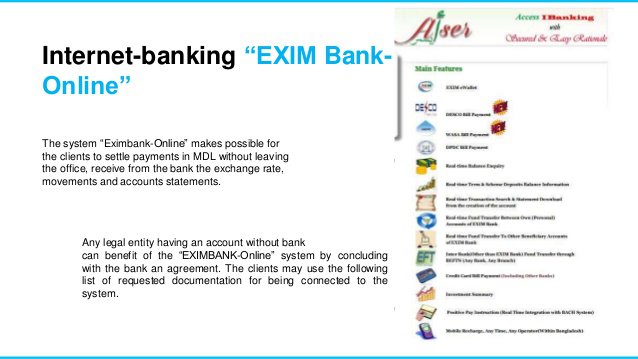 Internet-banking “EXIM Bank-
Online”
The system “Eximbank-Online” makes possible for
the clients to settle payments in MDL without leaving
the office, receive from the bank the exchange rate,
movements and accounts statements.
Any legal entity having an account without bank
can benefit of the “EXIMBANK-Online” system by concluding
with the bank an agreement. The clients may use the following
list of requested documentation for being connected to the
system.
Aiser
Access IBanking
with
Secured & Easy Rationale
Main Features
EXIM eWallet
DESCO
DESCO Bill Payment
WASA Bill Payment
DPDC Bill Payment
Real-time Balance Enquiry
Real-time Term & Scheme Deposits Balance Information
Real-time Transaction Search & Statement Download
from the creation of the account
Real-time Fund Transfer Between Own (Personal)
Accounts of EXIM Bank
Real-time Fund Transfer To Other Beneficiary Accounts
of EXIM Bank
EFT
Inter Bank(Other than EXIM Bank) Fund Transfer through
BEFTN (Any Bank, Any Branch)
Credit Card Bill Payment (Including Other Banks)
Investment Summary
Positive Pay Instruction (Real Time Integration with BACH System)
Mobile Recharge, Any Time, Any Operator(Within Bangladesh)